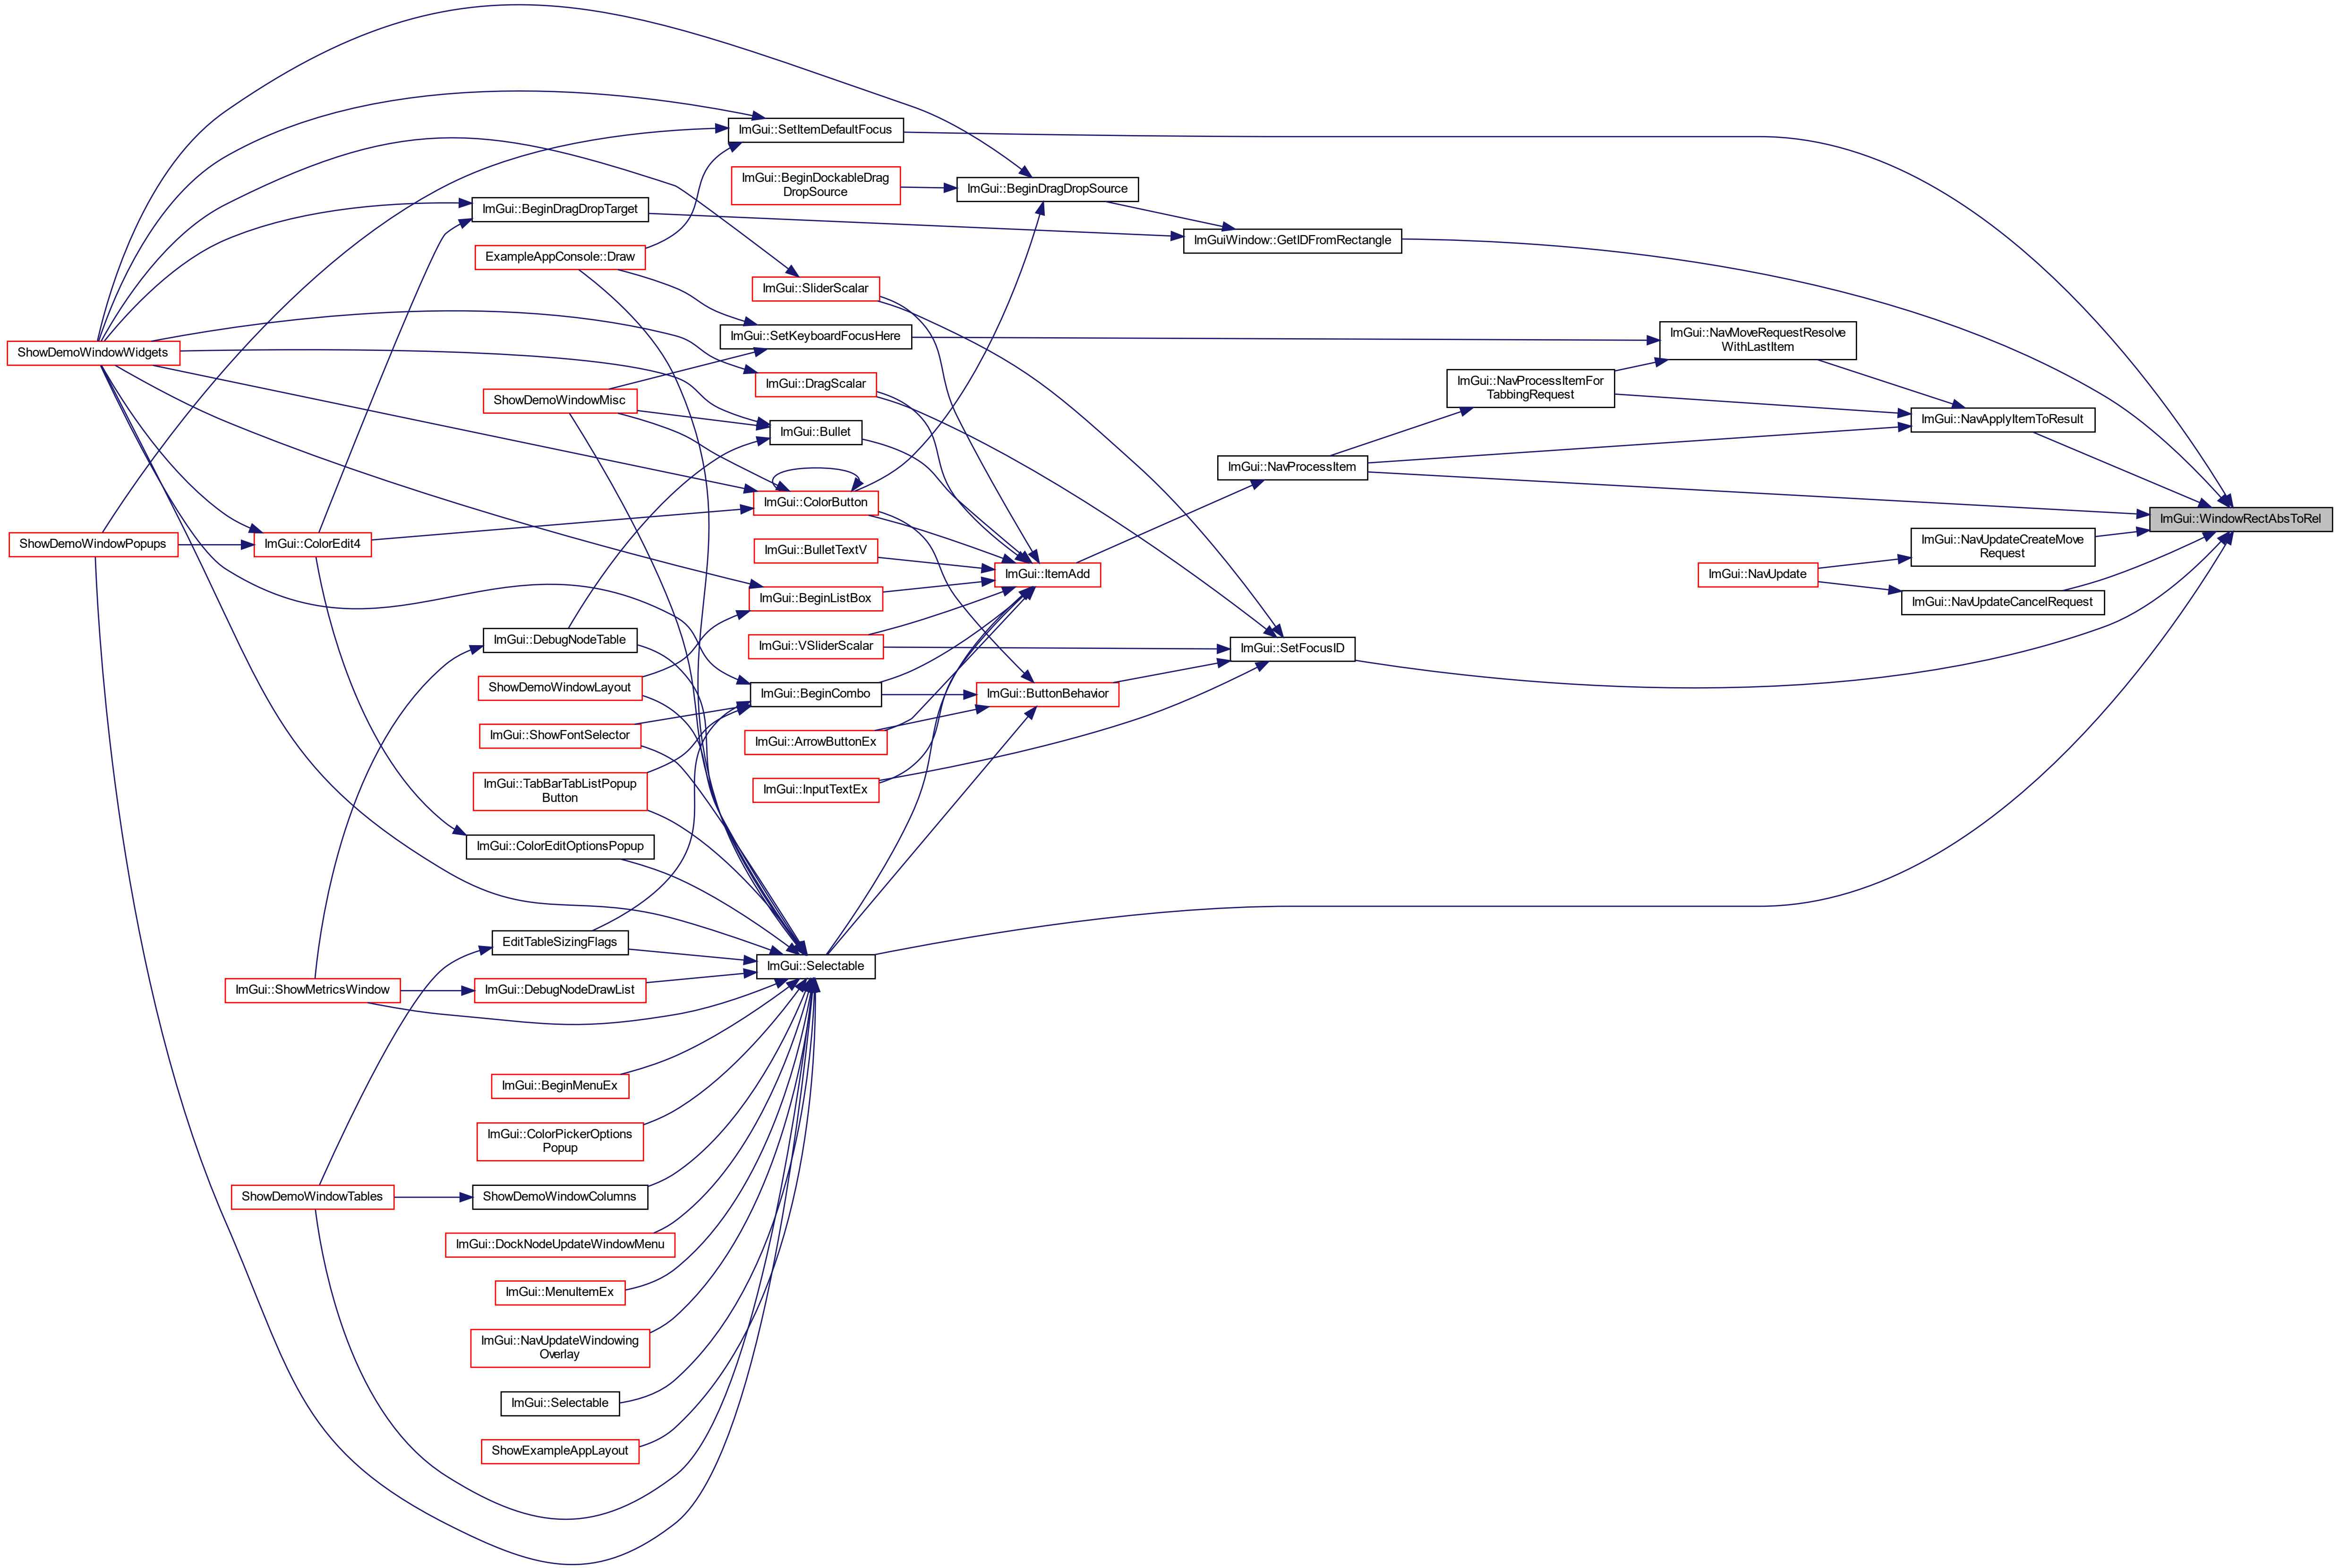 ImGui::SetItemDefaultFocus
ImGui::BeginDockableDrag
DropSource
ImGui::BeginDragDropSource
ImGui::BeginDragDropTarget
ImGuiWindow::GetIDFromRectangle
ExampleAppConsole::Draw
ImGui::SliderScalar
ImGui::SetKeyboardFocusHere
ImGui::NavMoveRequestResolve
WithLastItem
ShowDemoWindowWidgets
ImGui::DragScalar
ImGui::NavProcessItemFor
TabbingRequest
ShowDemoWindowMisc
ImGui::Bullet
ImGui::NavApplyItemToResult
ImGui::NavProcessItem
ImGui::ColorButton
ImGui::WindowRectAbsToRel
ShowDemoWindowPopups
ImGui::ColorEdit4
ImGui::BulletTextV
ImGui::NavUpdateCreateMove
Request
ImGui::ItemAdd
ImGui::NavUpdate
ImGui::BeginListBox
ImGui::NavUpdateCancelRequest
ImGui::DebugNodeTable
ImGui::VSliderScalar
ImGui::SetFocusID
ShowDemoWindowLayout
ImGui::BeginCombo
ImGui::ButtonBehavior
ImGui::ShowFontSelector
ImGui::ArrowButtonEx
ImGui::TabBarTabListPopup
Button
ImGui::InputTextEx
ImGui::ColorEditOptionsPopup
EditTableSizingFlags
ImGui::Selectable
ImGui::ShowMetricsWindow
ImGui::DebugNodeDrawList
ImGui::BeginMenuEx
ImGui::ColorPickerOptions
Popup
ShowDemoWindowTables
ShowDemoWindowColumns
ImGui::DockNodeUpdateWindowMenu
ImGui::MenuItemEx
ImGui::NavUpdateWindowing
Overlay
ImGui::Selectable
ShowExampleAppLayout